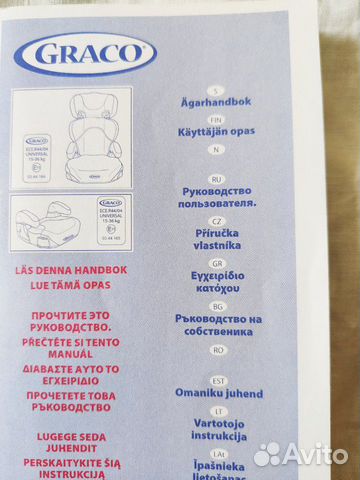 GRACO
GRACO
ECE R44/04
UNIVERSAL
15-36 kg
GRACO
ECE R44/04
UNIVERSAL
15-36 kg
LÄS DENNA HANDBOK
LUE TÄMÄ OPAS
ПРОЧТИТЕ ЭТО
РУКОВОДСТВО.
PŘEČTĚTE SI TENTO
MANUÁL
ΔΙΑΒΑΣΤΕ ΑΥΤΟ ΤΟ
ΕΓΧΕΙΡΙΔΙΟ
ПРОЧЕТЕТЕ ТОВА
РЪКОВОДСТВО
LUGEGE SEDA
JUHENDIT
PERSKAITYKITE ŠIĄ
INSTRUKCIJĄ
S
Ägarhandbok
FIN
Käyttäjän opas
N
RU
Руководство
пользователя.
CZ
Příručka
vlastníka
GR
Εγχειρίδιο
κατόχου
BG
Ръководство на
собственика
RO
EST
Omaniku juhend
LT
Vartotojo
instrukcija
LAt
Īpašnieka
lietošanas
Avito